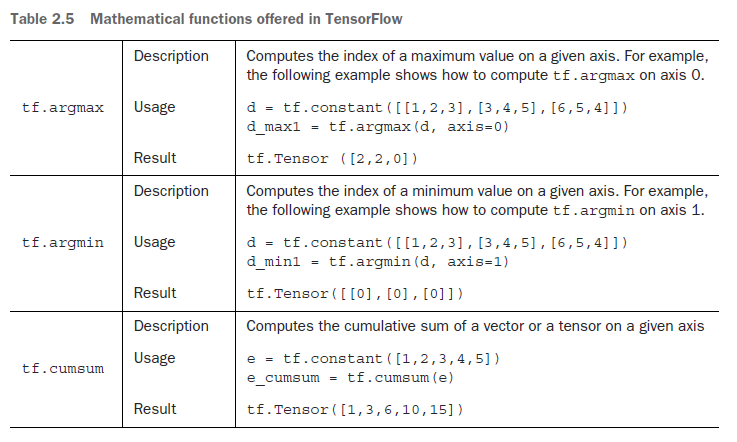 Table 2.5 Mathematical functions offered in TensorFlow
Description Computes the index of a maximum value on a given axis. For example,
the following example shows how to compute tf.argmax on axis 0.
tf.argmax Usage d = tf.constant([[1,2,3],[3,4,5],[6,5,4]])
d_max1 = tf.argmax(d, axis=0)
Result tf.Tensor ([2,2,0])
Description Computes the index of a minimum value on a given axis. For example,
the following example shows how to compute tf.argmin on axis 1.
tf.argmin Usage d = tf.constant([[1,2,3],[3,4,5],[6,5,4]])
d_min1 = tf.argmin(d, axis=1)
Result tf.Tensor([[0],[0],[0]])
Description Computes the cumulative sum of a vector or a tensor on a given axis
tf.cumsum Usage e = tf.constant([1,2,3,4,5])
e_cumsum = tf.cumsum(e)
Result tf.Tensor([1,3,6,10,15])